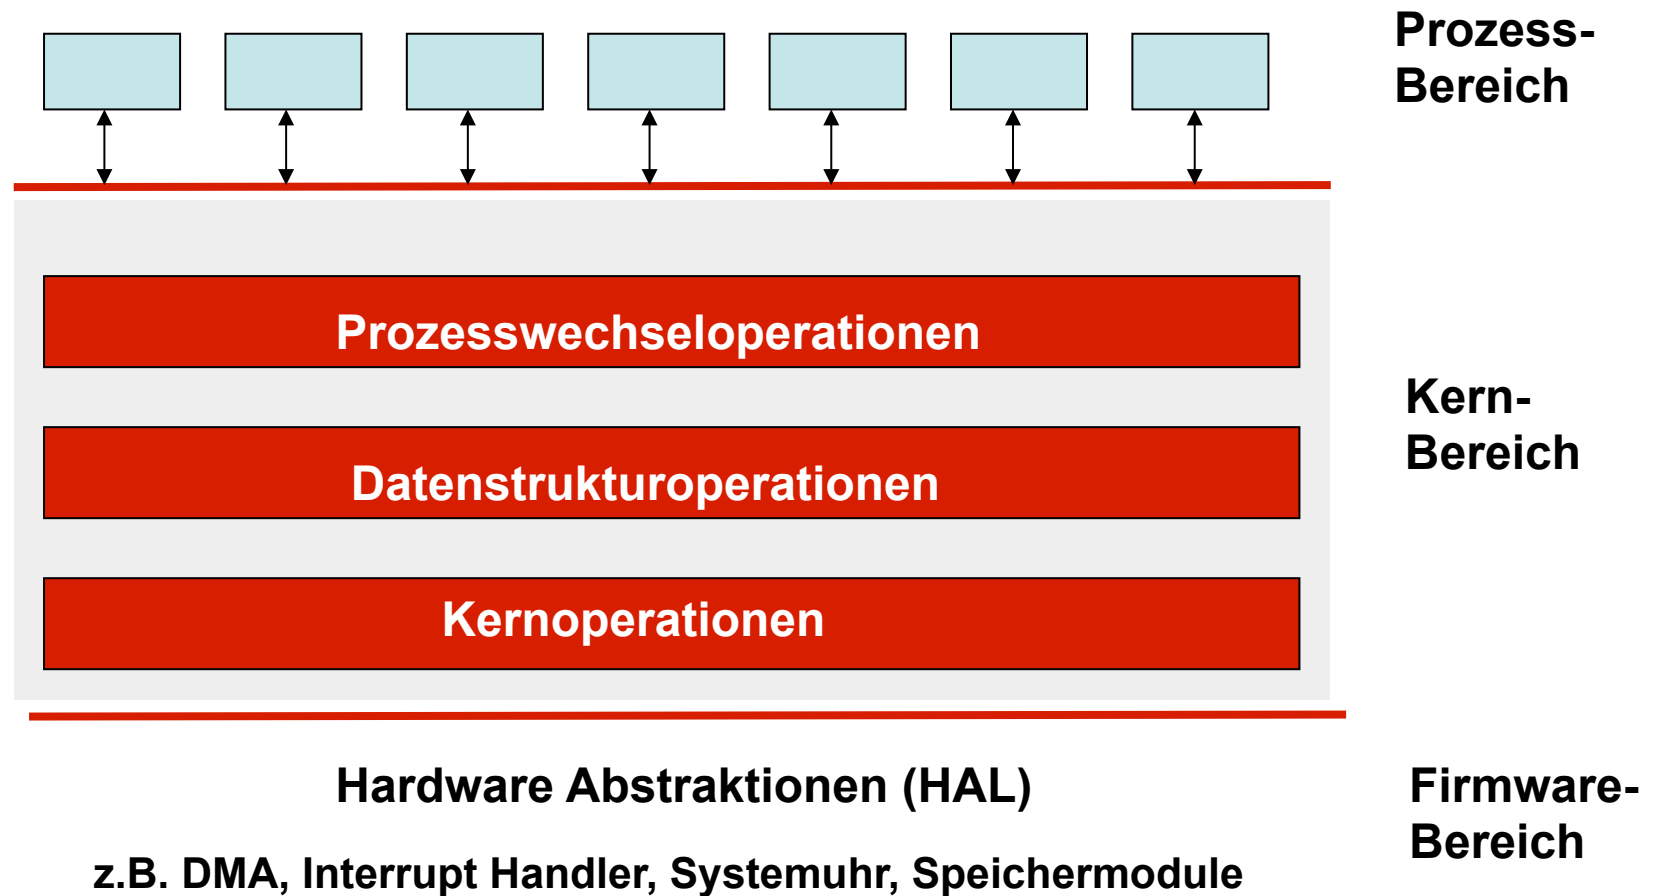 Prozess-
Bereich
Prozesswechseloperationen
Datenstrukturoperationen
Kernoperationen
Kern-
Bereich
Hardware Abstraktionen (HAL)
z.B. DMA, Interrupt Handler, Systemuhr, Speichermodule
Firmware-
Bereich